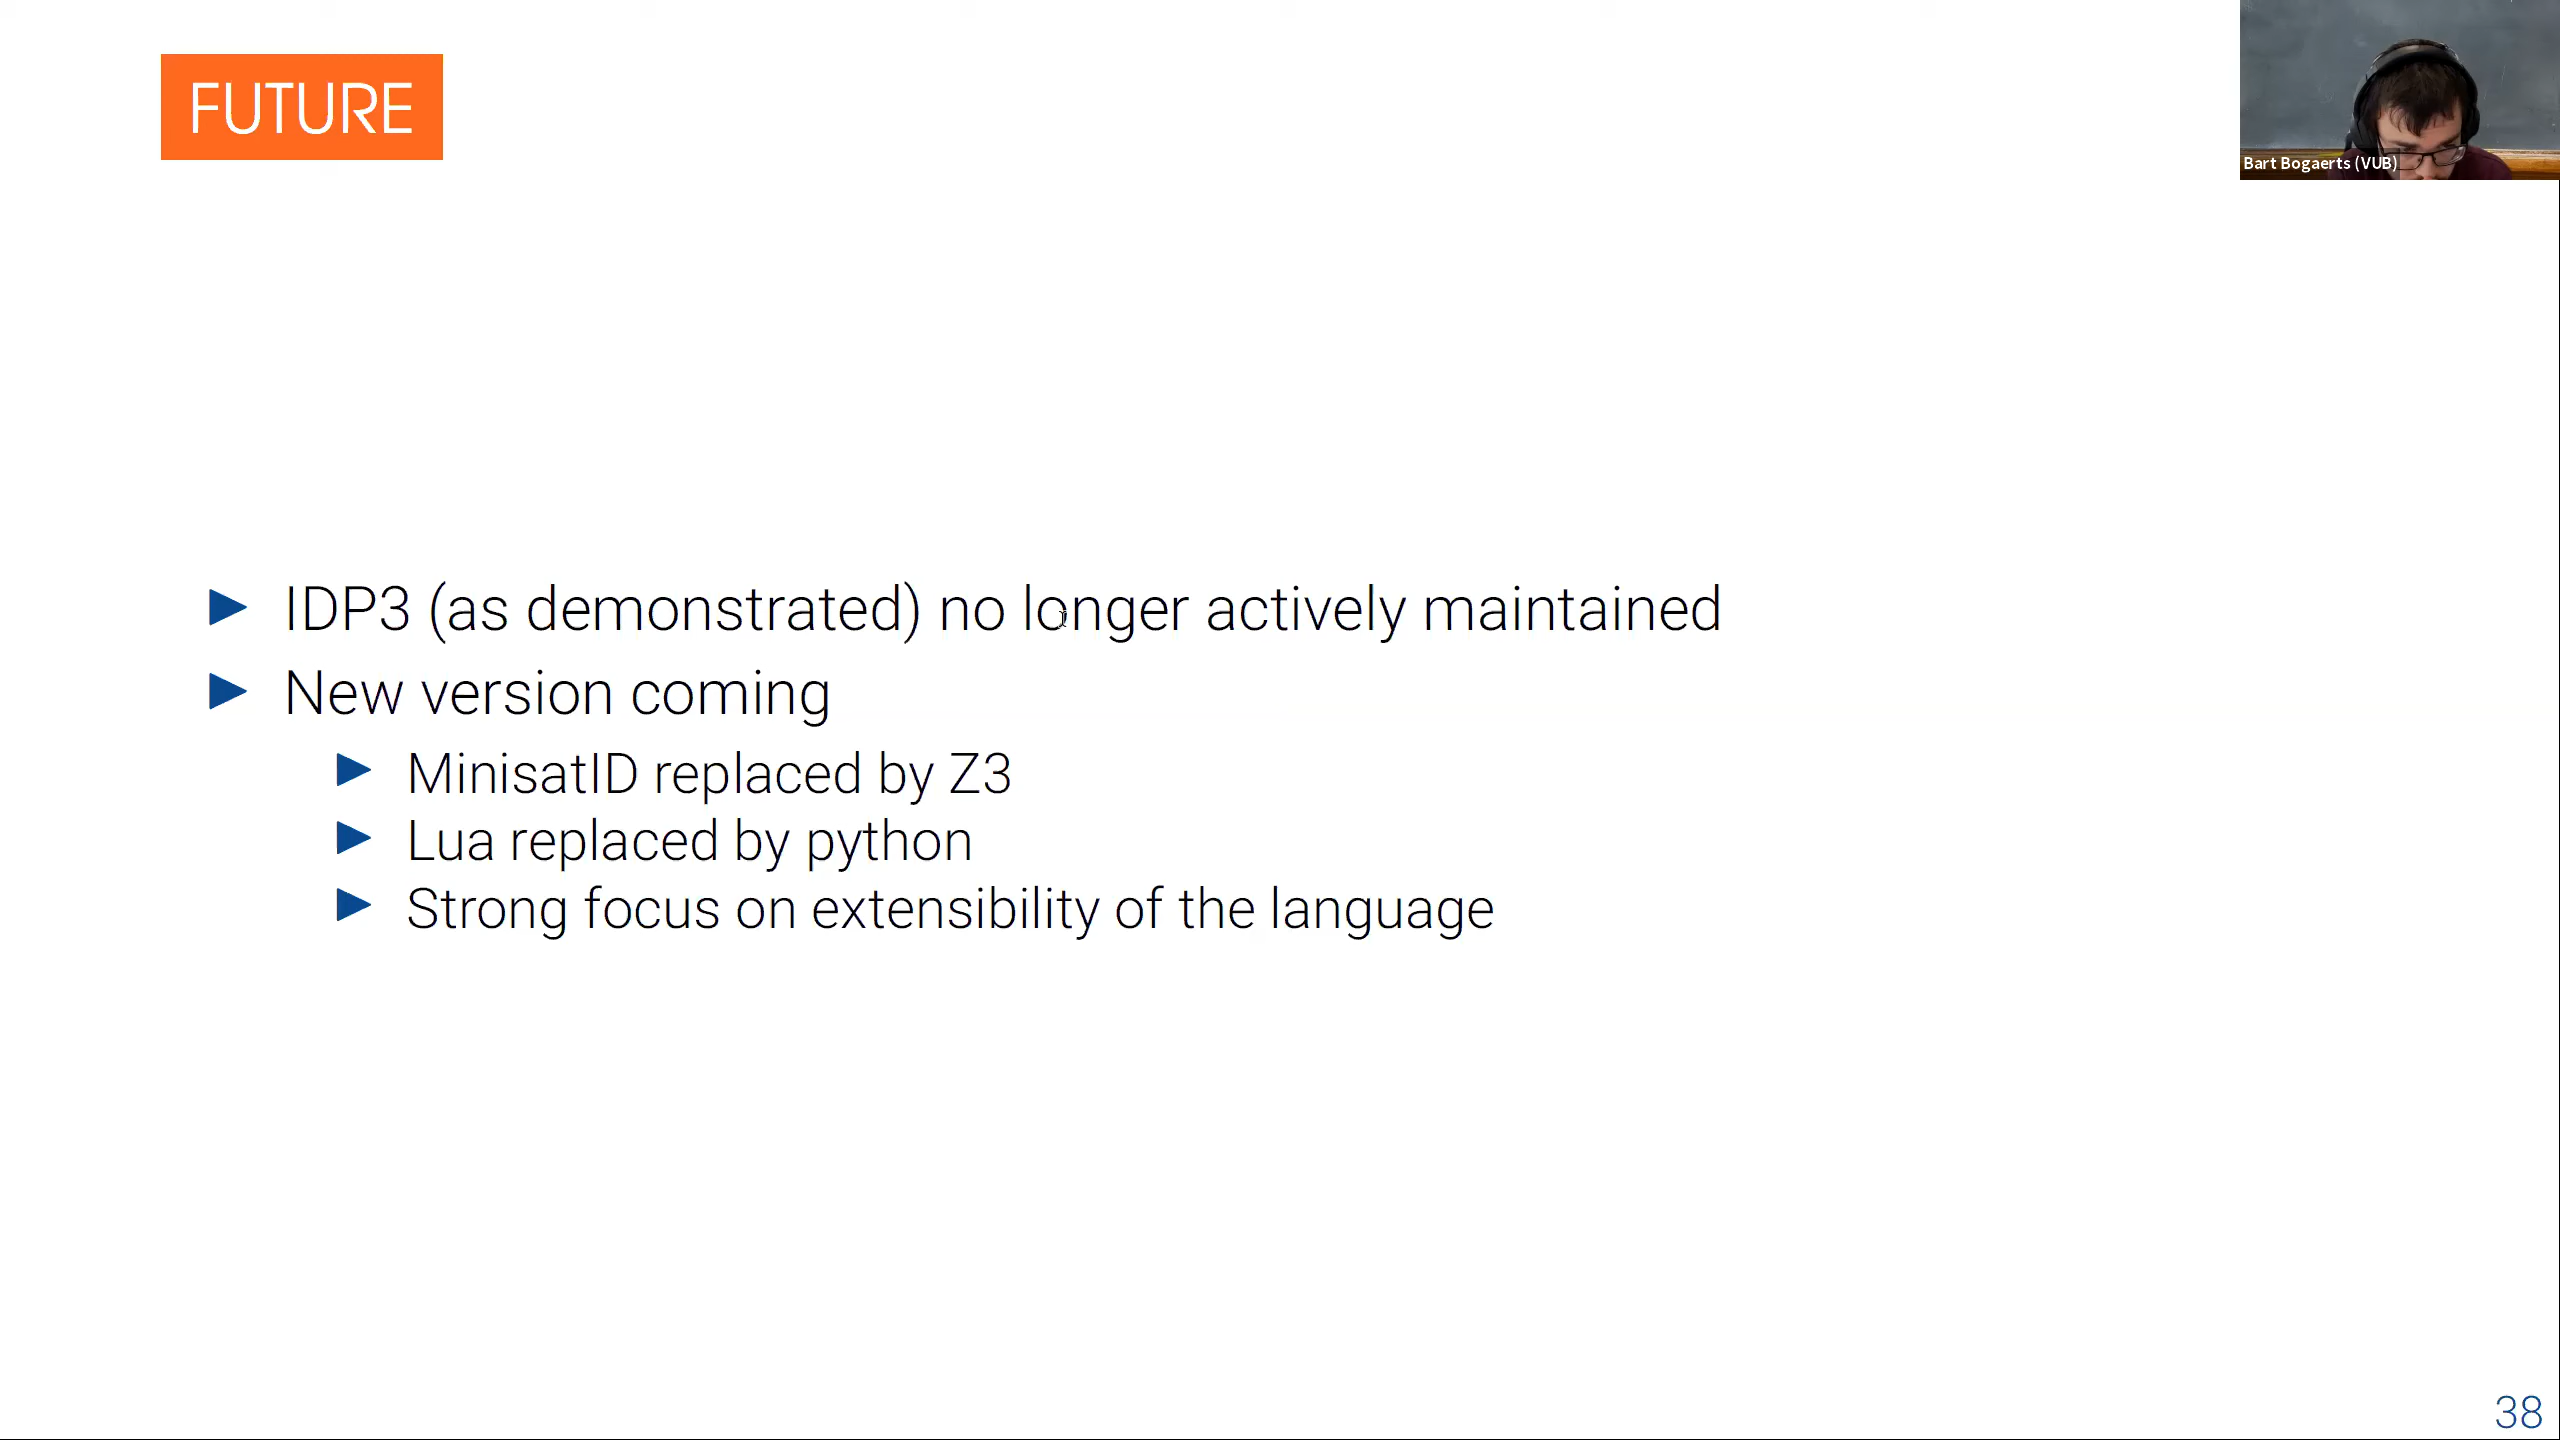 FUTURE
Bart Bogaerts (VUB)
IDP3 (as demonstrated) no longer actively maintained
New version coming
MinisatID replaced by Z3
Lua replaced by python
Strong focus on extensibility of the language
38